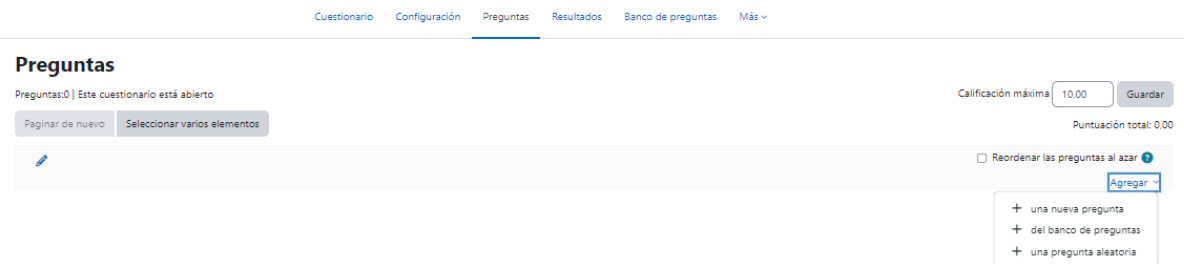 Cuestionario Configuración Preguntas Resultados Banco de preguntas Más
Preguntas
Preguntas:0 | Este cuestionario está abierto
Calificación máxima 10,00 Guardar
Paginar de nuevo Seleccionar varios elementos
Puntuación total: 0,00
Reordenar las preguntas al azar ?
Agregar
+ una nueva pregunta
+ del banco de preguntas
+ una pregunta aleatoria